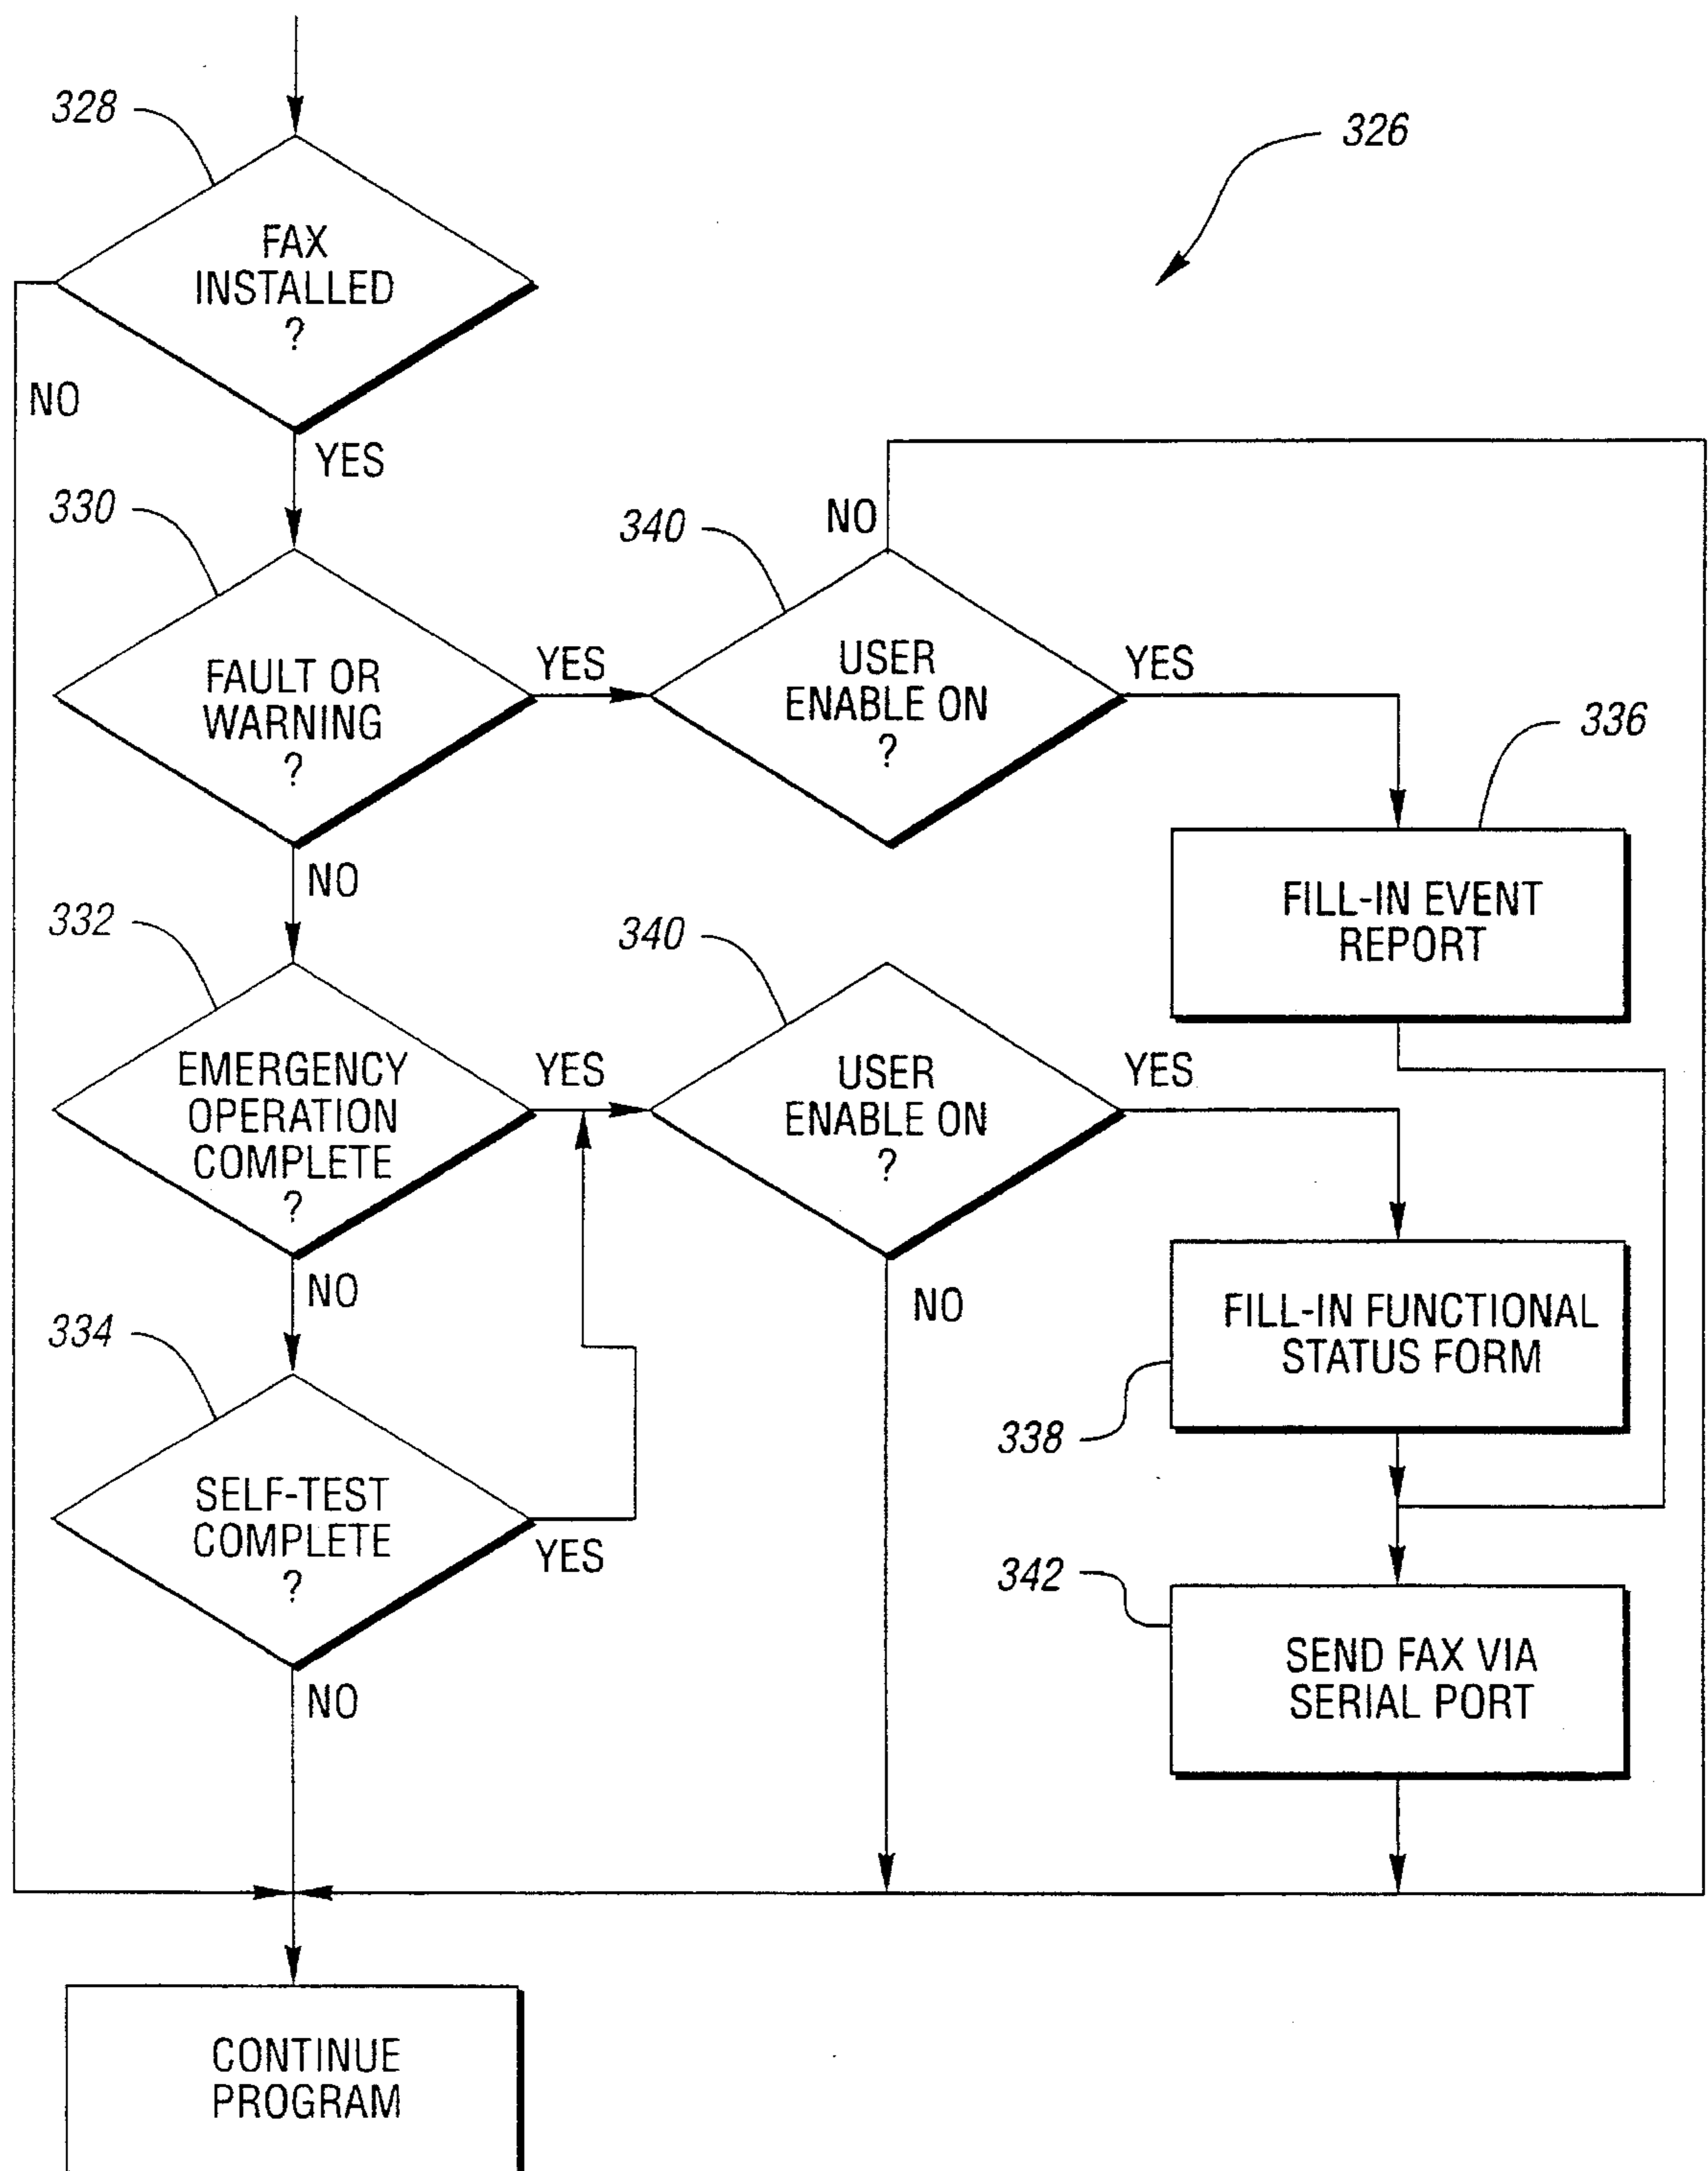 328
326
FAX
INSTALLED
?
NO
YES
330
340
NO
FAULT OR
WARNING
?
YES
USER
ENABLE ON
?
YES
336
NO
FILL-IN EVENT
REPORT
332
340
EMERGENCY
OPERATION
COMPLETE
?
YES
USER
ENABLE ON
?
YES
NO
NO
334
FILL-IN FUNCTIONAL
STATUS FORM
338
SELF-TEST
COMPLETE
?
YES
342
SEND FAX VIA
SERIAL PORT
NO
CONTINUE
PROGRAM